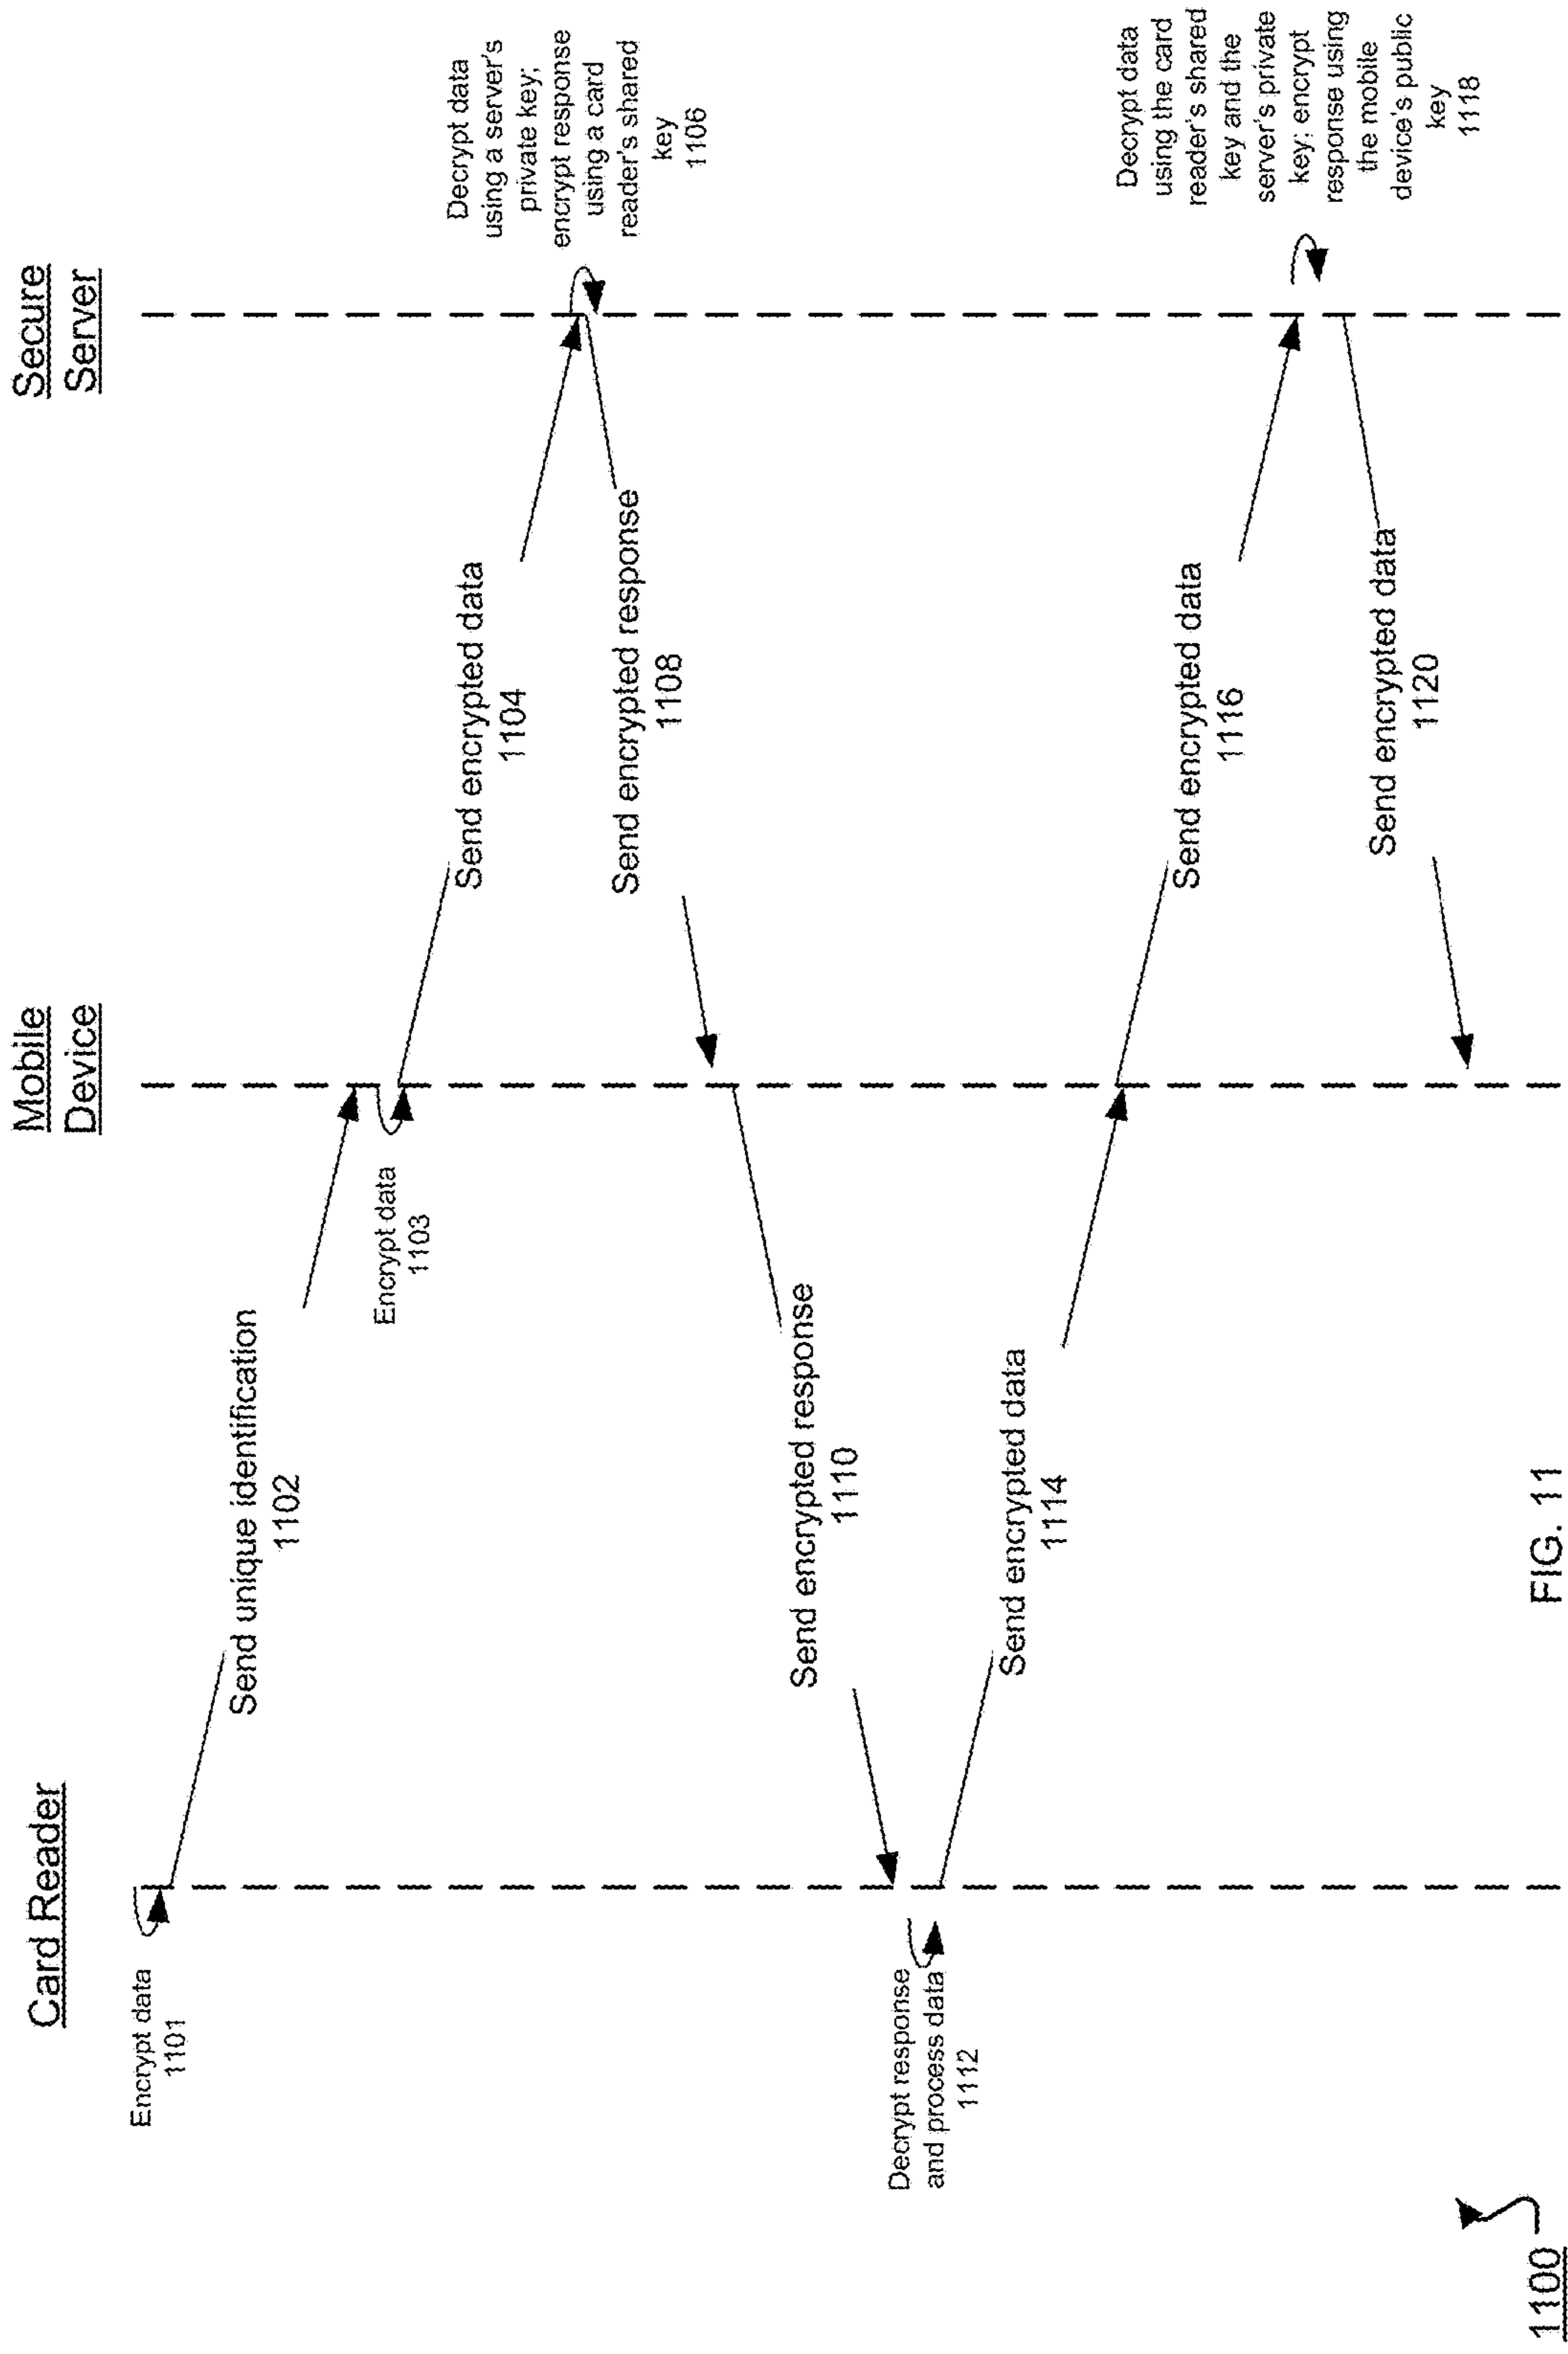 Card Reader
Mobile
Device
Secure
Server
Encrypt data
1101
Send unique identification
1102
Encrypt data
1103
Send encrypted data
1104
Decrypt data
using a server's
private key;
encrypt response
using a card
reader's shared
key
1106
Send encrypted response
1108
Send encrypted response
1110
Decrypt response
and process data
1112
Send encrypted data
1114
Send encrypted data
1116
Decrypt data
using the card
reader's shared
key and the
server's private
key; encrypt
response using
the mobile
device's public
key
1118
Send encrypted data
1120
1100
FIG. 11